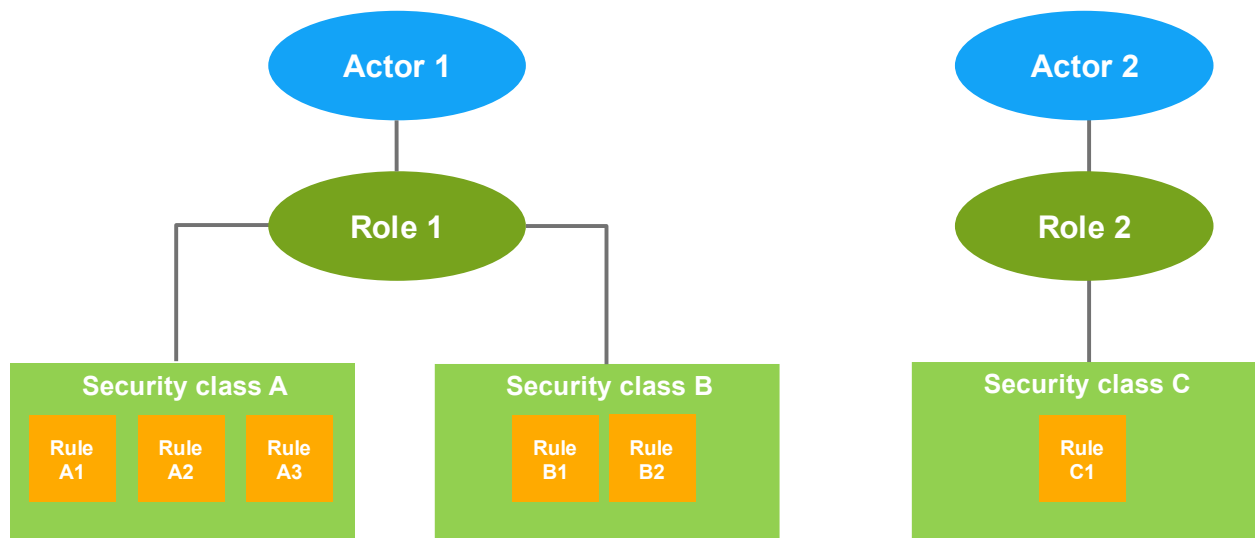 Actor 1
Actor 2
Role 1
Role 2
Security class A
Security class B
Security class C
Rule
A1
Rule
A2
Rule
A3
Rule
B1
Rule
B2
Rule
C1